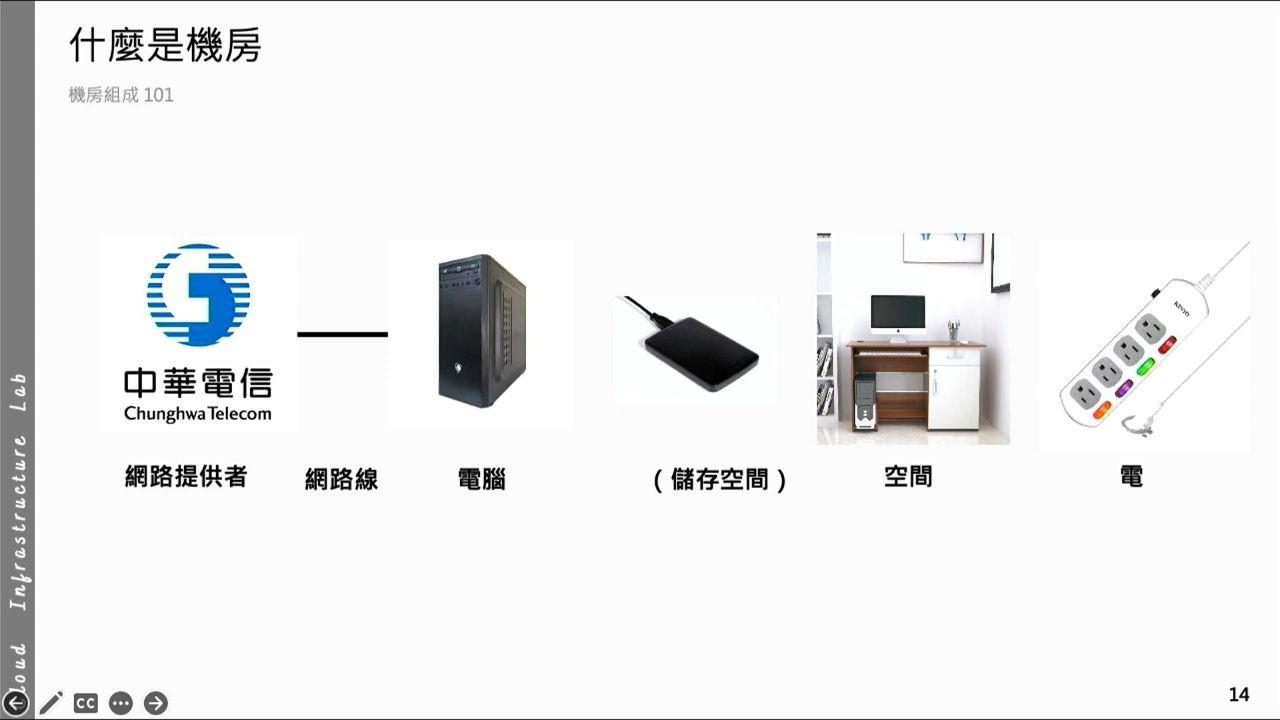 什麼是機房
機房組成 101
中華電信
Chunghwa Telecom
網路提供者
網路線
電腦
（儲存空間）
空間
電
Cloud Infrastructure Lab
CC
14